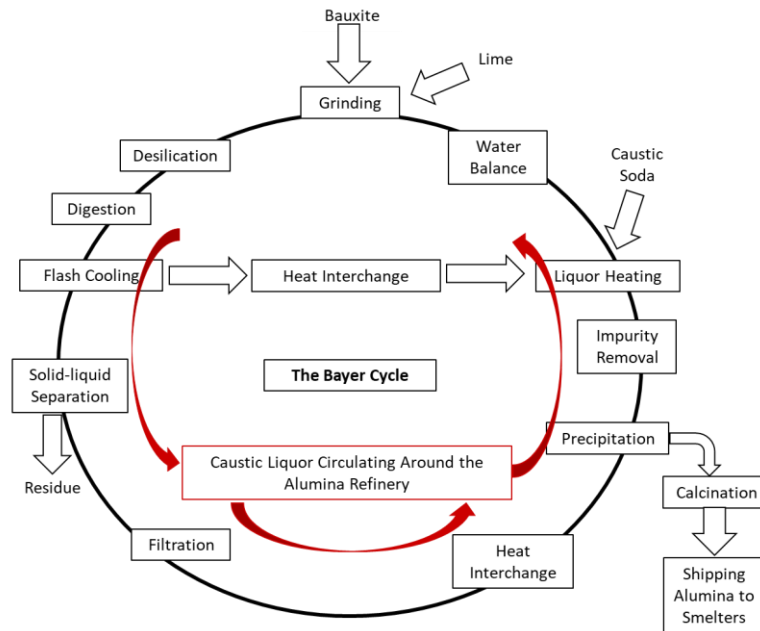 Bauxite
Lime
Grinding
Desilication
Water
Balance
Caustic
Soda
Digestion
Flash Cooling
Heat Interchange
Liquor Heating
Impurity
Removal
Solid-liquid
Separation
The Bayer Cycle
Precipitation
Caustic Liquor Circulating Around the
Alumina Refinery
Residue
Calcination
Filtration
Heat
Interchange
Shipping
Alumina to
Smelters